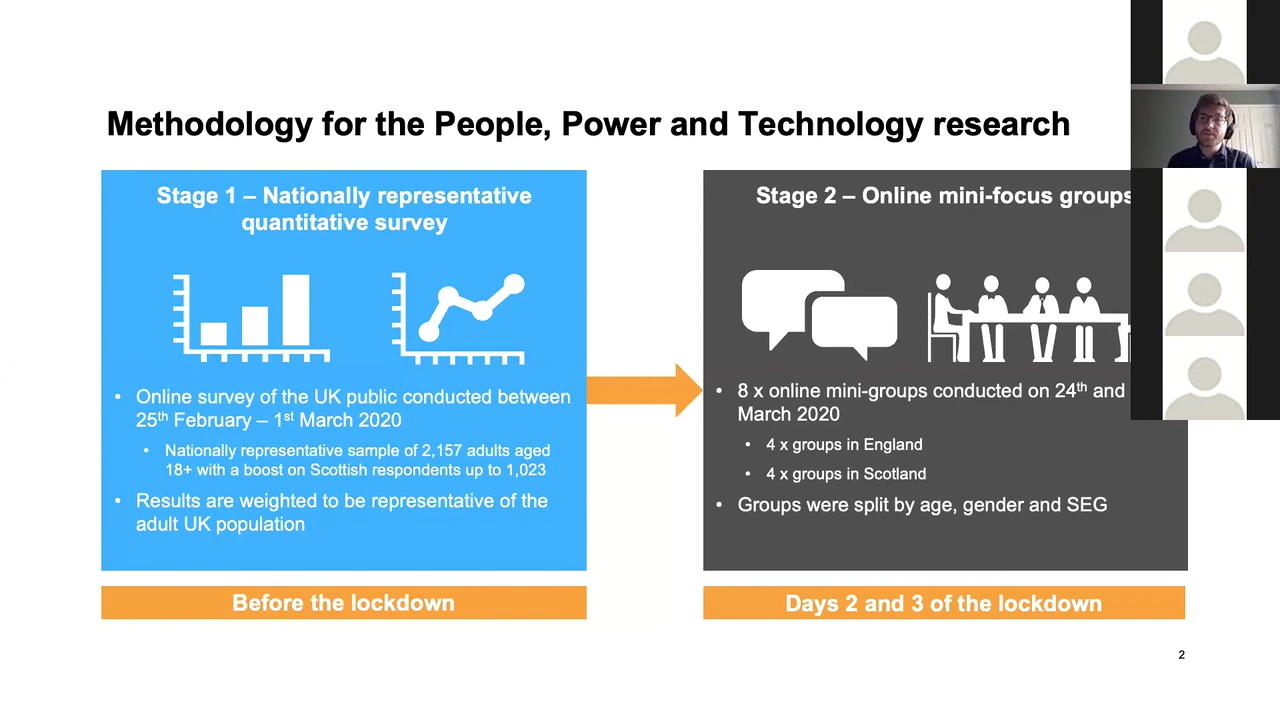 Methodology for the People, Power and Technology research
Stage 1 – Nationally representative
quantitative survey
• Online survey of the UK public conducted between
25th February – 1st March 2020
• Nationally representative sample of 2,157 adults aged
18+ with a boost on Scottish respondents up to 1,023
• Results are weighted to be representative of the
adult UK population
Before the lockdown
Stage 2 – Online mini-focus groups
• 8 x online mini-groups conducted on 24th and
March 2020
• 4 x groups in England
• 4 x groups in Scotland
• Groups were split by age, gender and SEG
Days 2 and 3 of the lockdown
2